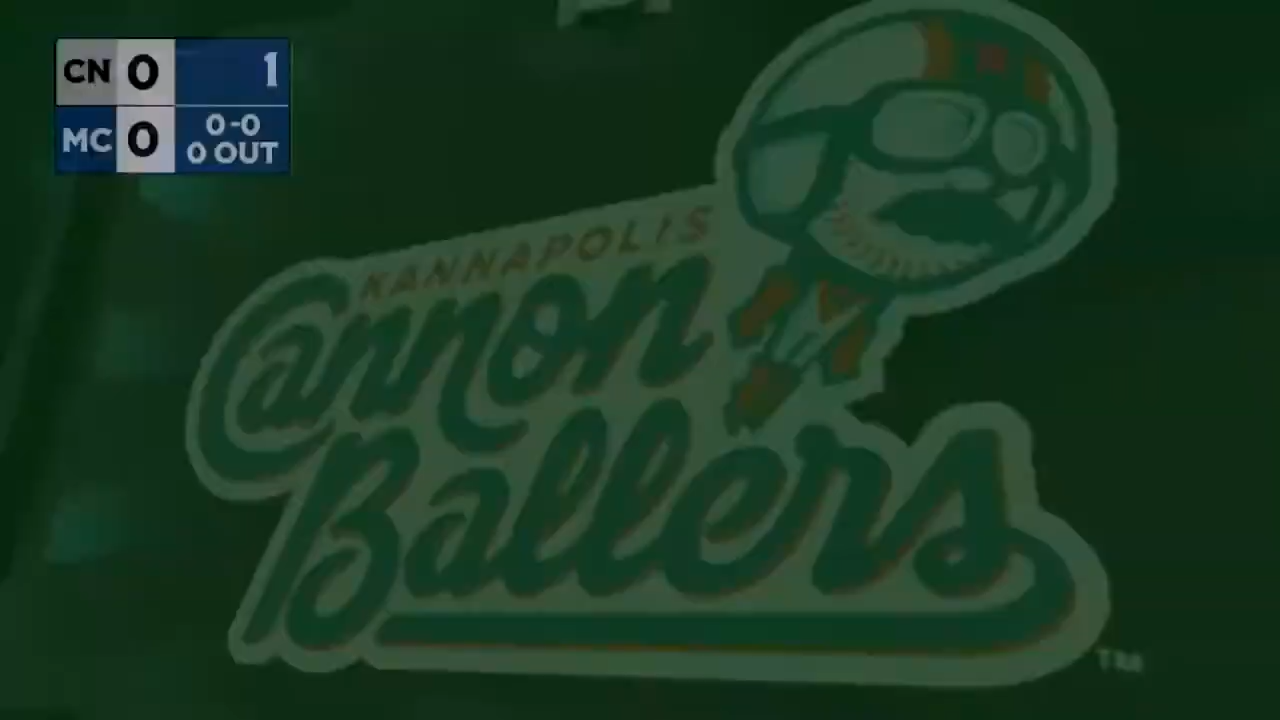 CN 0 1
MC 0 0-0
0 OUT
KANNAPOLIS
Cannon
Ballers
TM